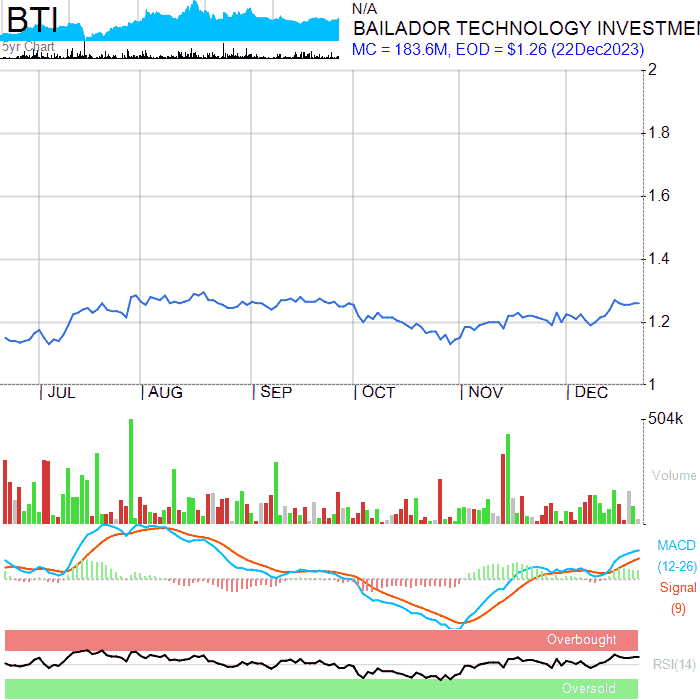 BTI
5yr Chart
N/A
BAILADOR TECHNOLOGY INVESTMEN
MC = 183.6M, EOD = $1.26 (22Dec2023)
2
1.8
1.6
1.4
1.2
1
JUL AUG SEP OCT NOV DEC
504k
Volume
MACD
(12-26)
Signal
(9)
Overbought
RSI(14)
Oversold